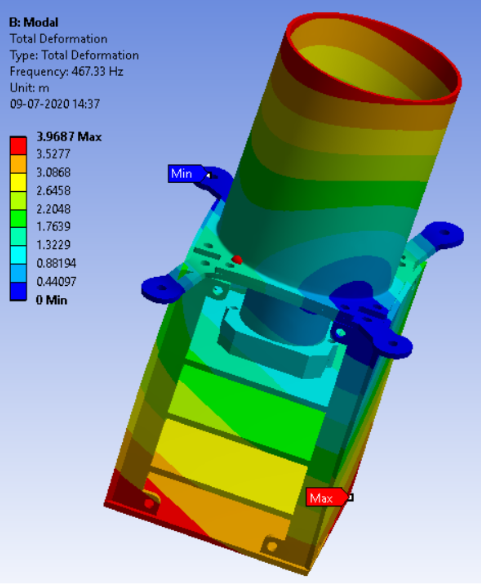 B: Modal
Total Deformation
Type: Total Deformation
Frequency: 467.33 Hz
Unit: m
09-07-2020 14:37
3.9687 Max
3.5277
3.0868
2.6458
2.2048
1.7639
1.3229
0.88194
0.44097
0 Min
Min
Max